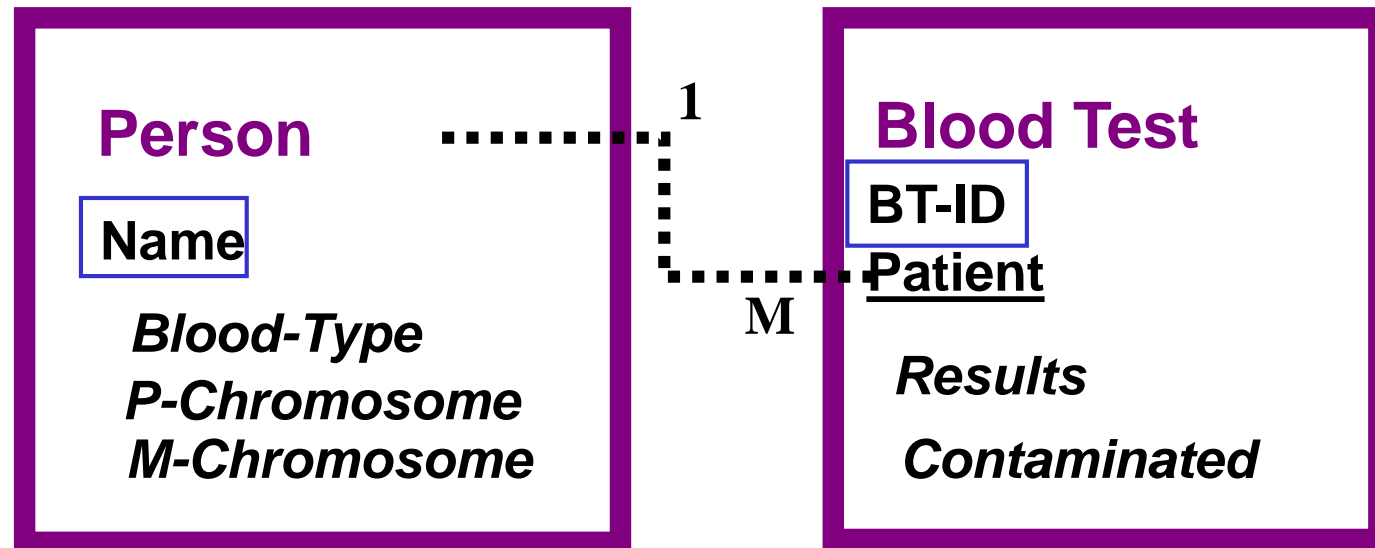 Person
Name
Blood-Type
P-Chromosome
M-Chromosome
1
M
Blood Test
BT-ID
Patient
Results
Contaminated